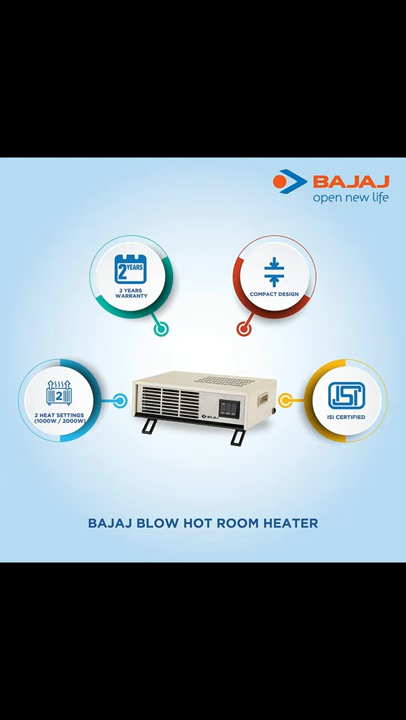 BAJAJ
open new life
2 YEARS
2 YEARS
WARRANTY
COMPACT DESIGN
2
2 HEAT SETTINGS
(1000W / 2000W)
BAJAJ
ISI
ISI CERTIFIED
BAJAJ BLOW HOT ROOM HEATER